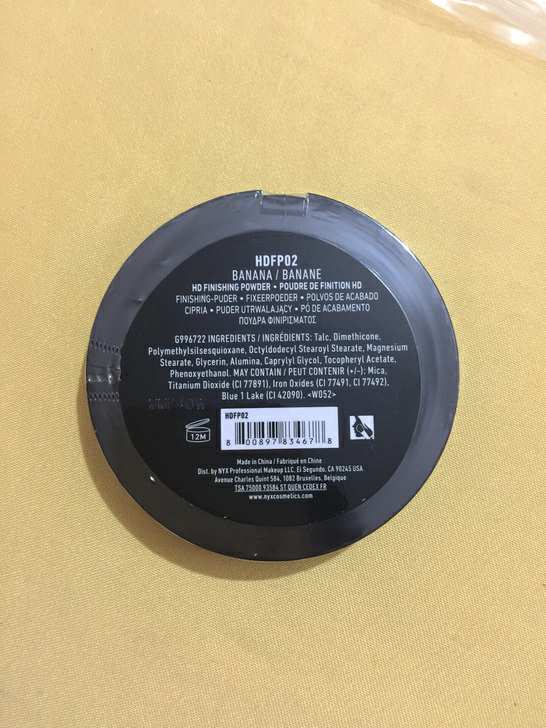 HDFP02
BANANA / BANANE
HD FINISHING POWDER • POUDRE DE FINITION HD
FINISHING-PUDER • FIXEERPOEDER • POLVOS DE ACABADO
CIPRIA • PUDER UTRWALAJĄCY • PÓ DE ACABAMENTO
ΠΟΥΔΡΑ ΦΙΝΙΡΙΣΜΑΤΟΣ
G996722 INGREDIENTS / INGRÉDIENTS: Talc, Dimethicone,
Polymethylsilsesquioxane, Octyldodecyl Stearoyl Stearate, Magnesium
Stearate, Glycerin, Alumina, Caprylyl Glycol, Tocopheryl Acetate,
Phenoxyethanol. MAY CONTAIN / PEUT CONTENIR (+/-): Mica,
Titanium Dioxide (CI 77891), Iron Oxides (CI 77491, CI 77492),
Blue 1 Lake (CI 42090). <W052>
HDFP02
12M
8 00897 83467 8
Made in China / Fabriqué en Chine
Dist. by NYX Professional Makeup LLC. El Segundo, CA 90245 USA
Avenue Charles Quint 584, 1082 Bruxelles, Belgique
TSA 75000 93584 ST OUEN CEDEX FR
www.nyxcosmetics.com